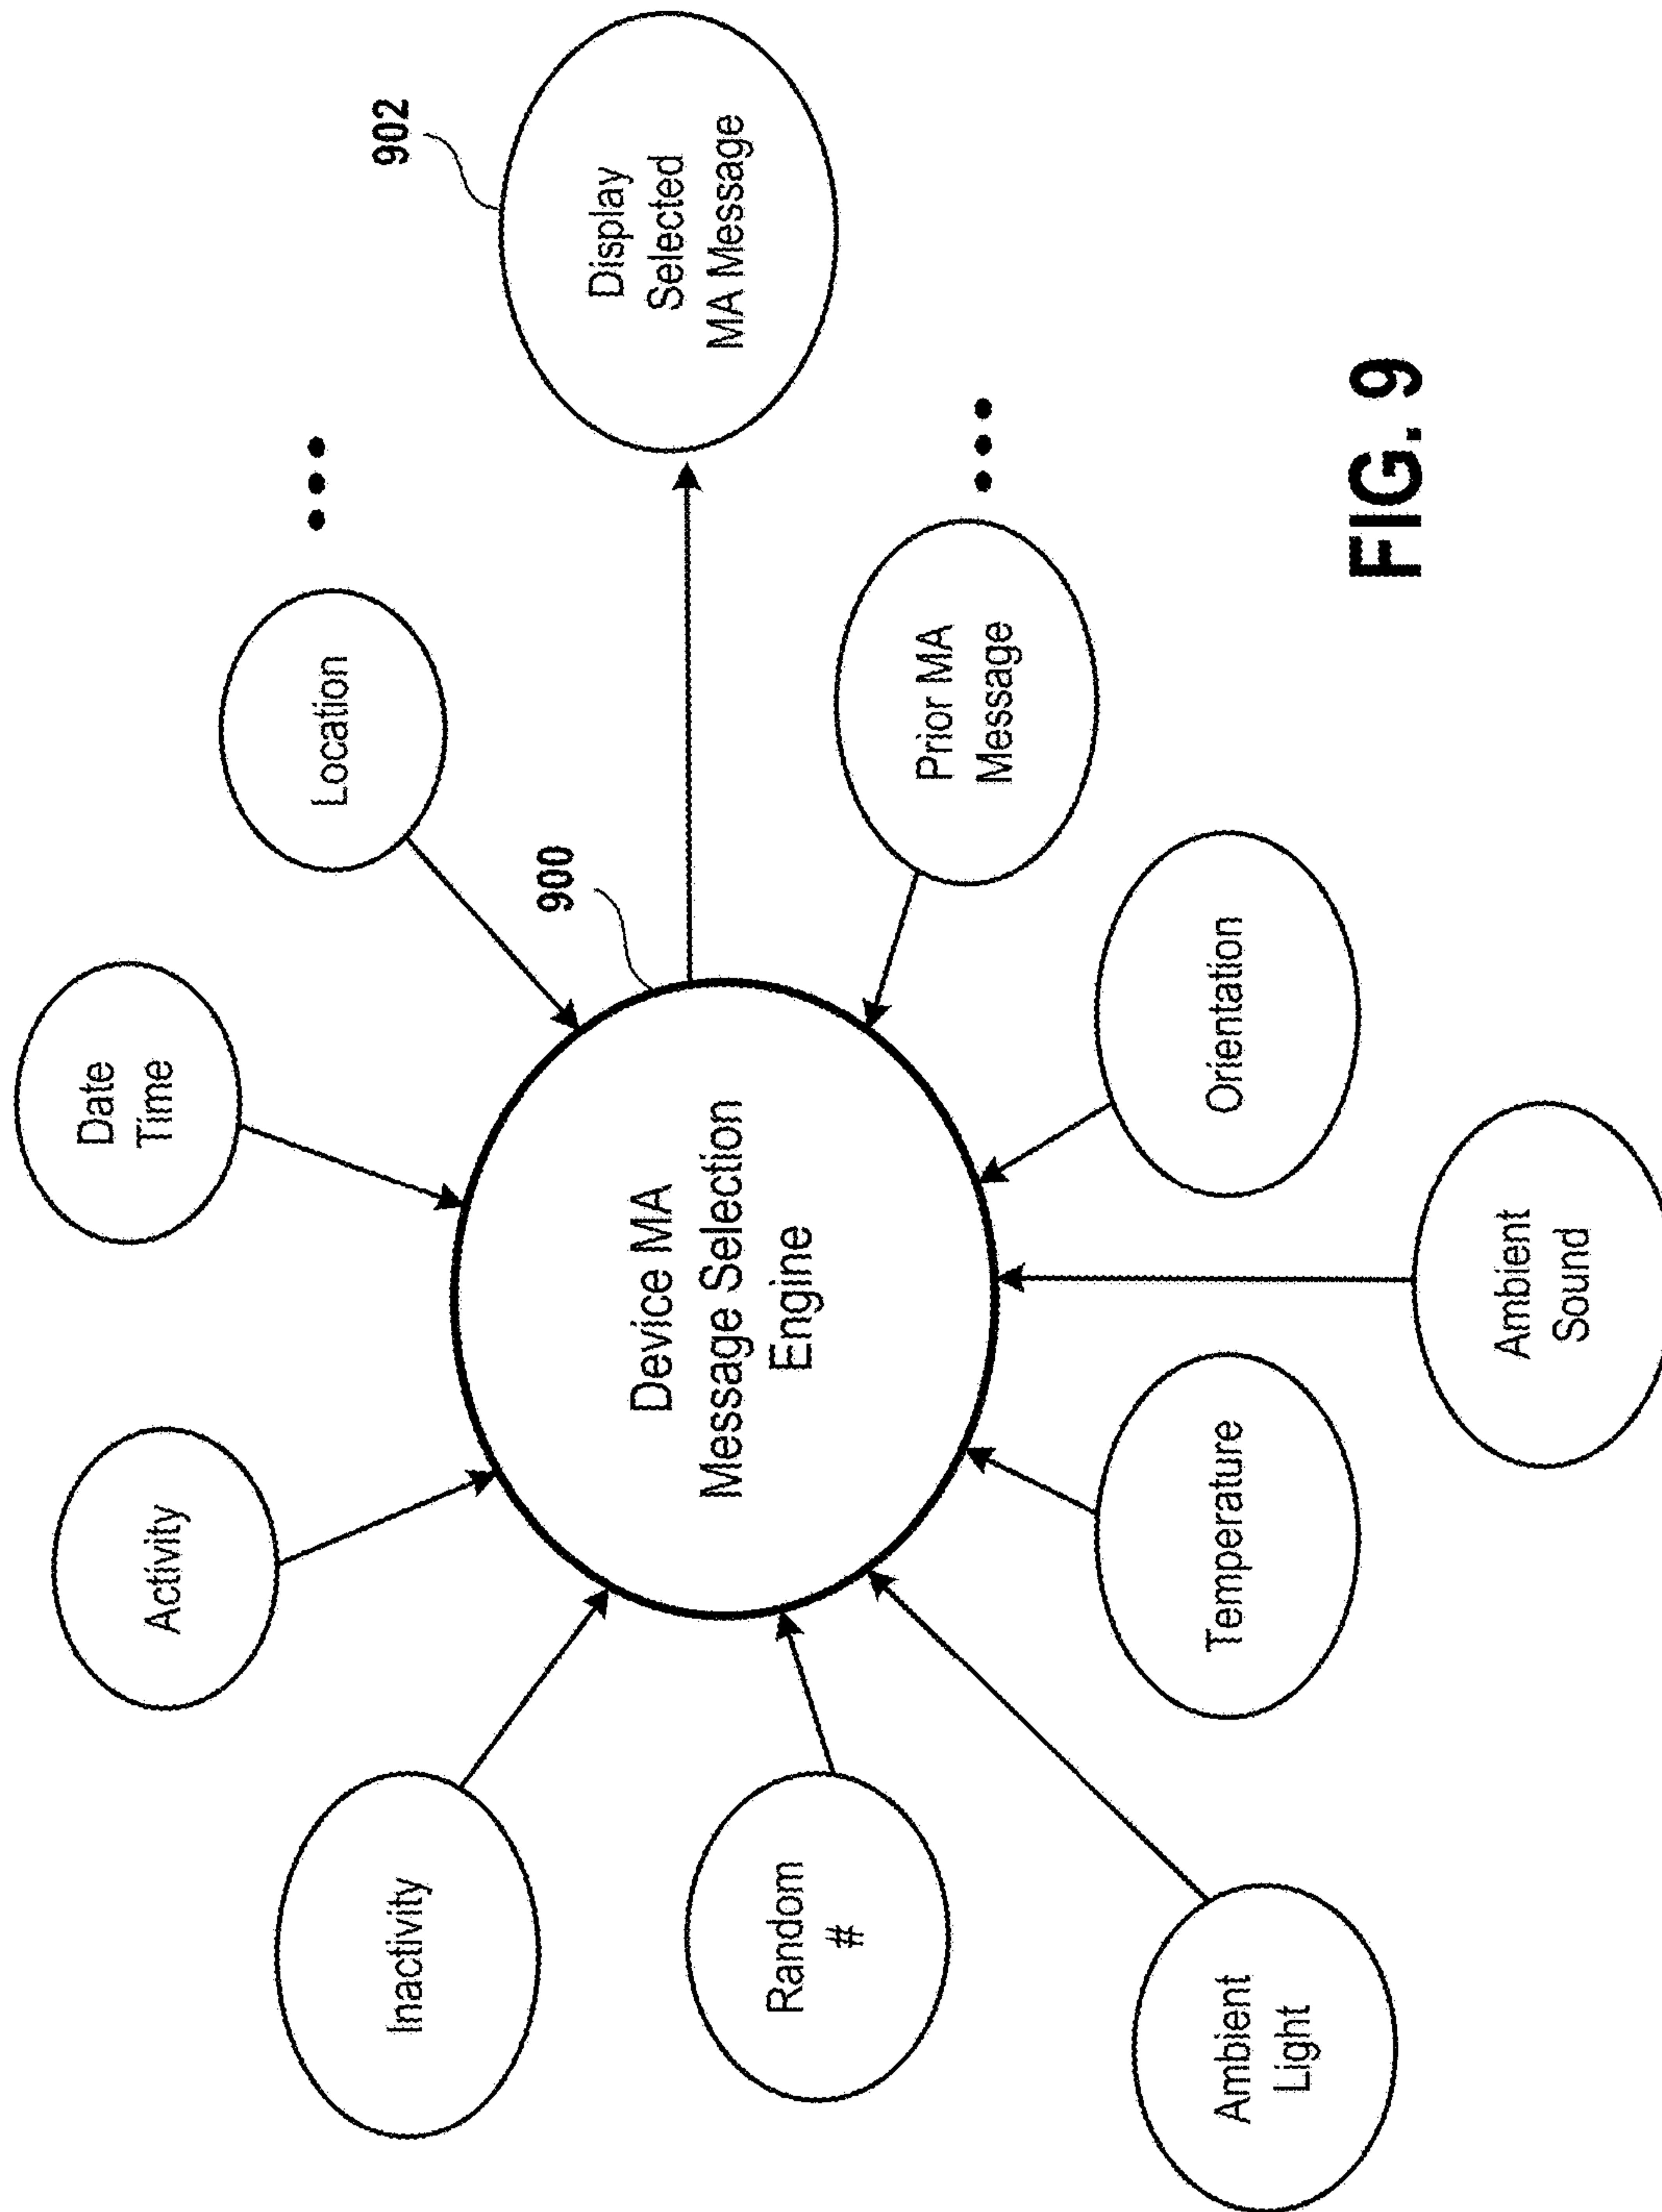 Date
Time
Activity
Location
Inactivity
902
900
Display
Selected
MA Message
Device MA
Message Selection
Engine
Random
#
Prior MA
Message
Ambient
Light
Temperature
Orientation
Ambient
Sound
FIG. 9